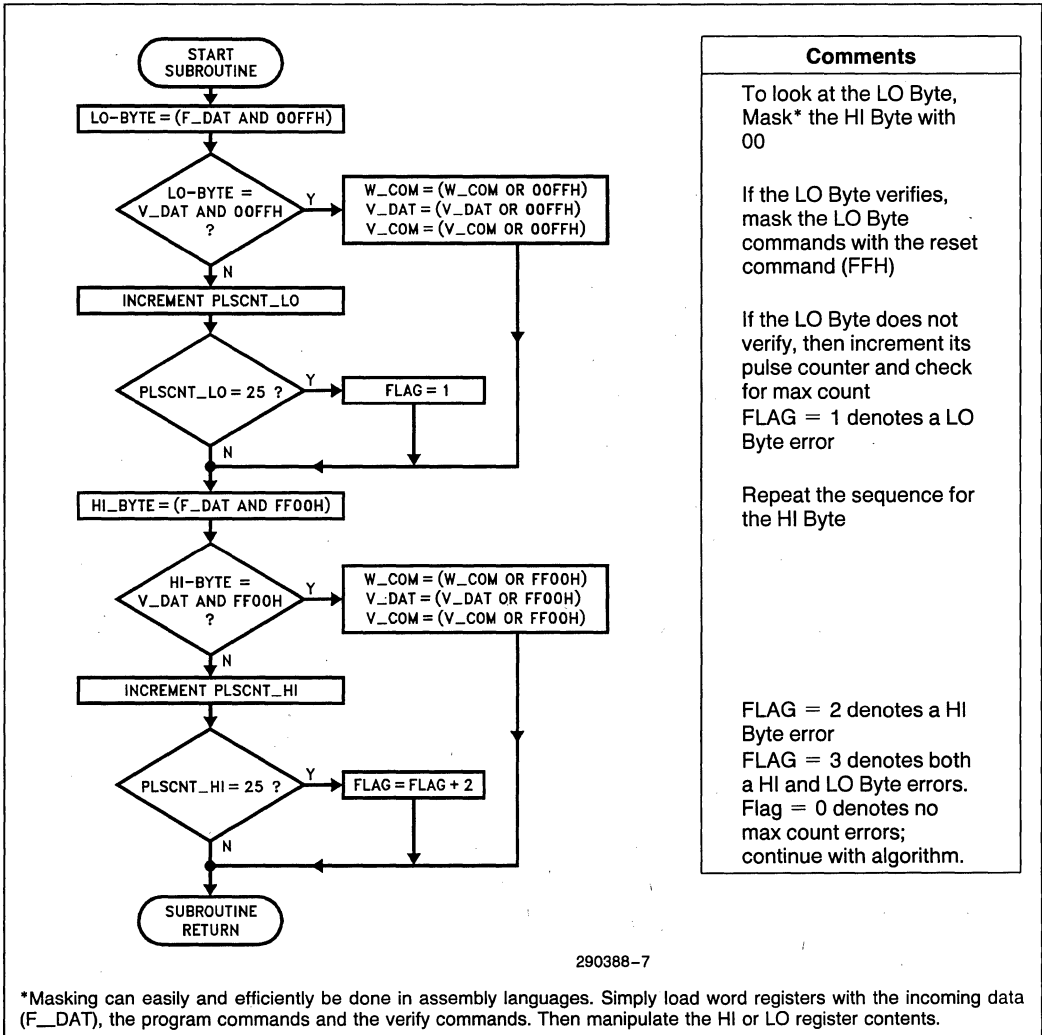 START
SUBROUTINE
LO-BYTE = (F_DAT AND 00FFH)
LO-BYTE =
V_DAT AND 00FFH
?
Y
W_COM = (W_COM OR 00FFH)
V_DAT = (V_DAT OR 00FFH)
V_COM = (V_COM OR 00FFH)
N
INCREMENT PLSCNT_LO
PLSCNT_LO = 25 ?
Y
FLAG = 1
N
HI_BYTE = (F_DAT AND FF00H)
HI-BYTE =
V_DAT AND FF00H
?
Y
W_COM = (W_COM OR FF00H)
V_DAT = (V_DAT OR FF00H)
V_COM = (V_COM OR FF00H)
N
INCREMENT PLSCNT_HI
PLSCNT_HI = 25 ?
Y
FLAG = FLAG + 2
N
SUBROUTINE
RETURN
290388-7
Comments
To look at the LO Byte,
Mask* the HI Byte with
00
If the LO Byte verifies,
mask the LO Byte
commands with the reset
command (FFH)
If the LO Byte does not
verify, then increment its
pulse counter and check
for max count
FLAG = 1 denotes a LO
Byte error
Repeat the sequence for
the HI Byte
FLAG = 2 denotes a HI
Byte error
FLAG = 3 denotes both
a HI and LO Byte errors.
Flag = 0 denotes no
max count errors;
continue with algorithm.
*Masking can easily and efficiently be done in assembly languages. Simply load word registers with the incoming data
(F__DAT), the program commands and the verify commands. Then manipulate the HI or LO register contents.